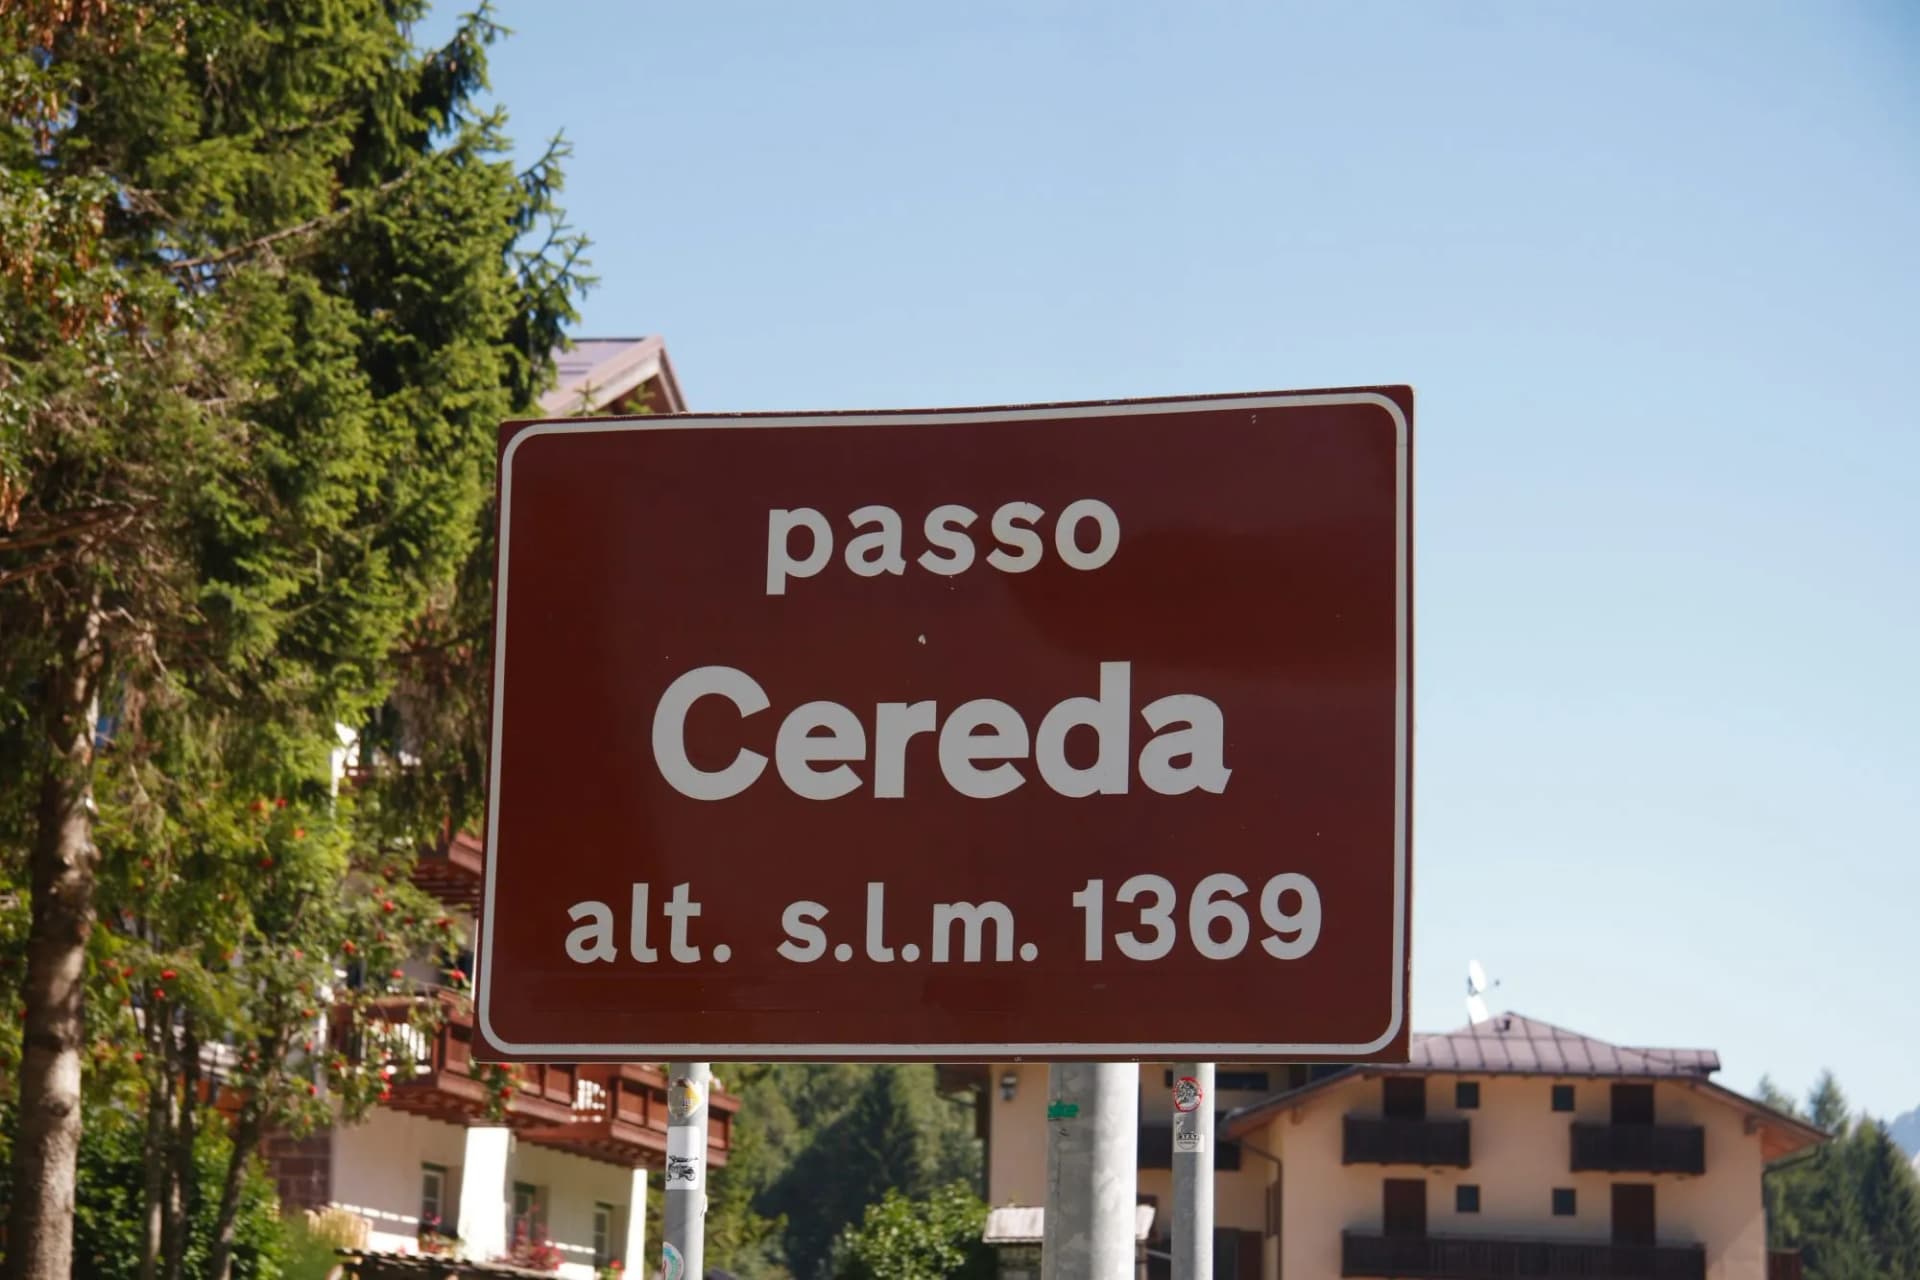 passo
Cereda
alt. s.l.m. 1369